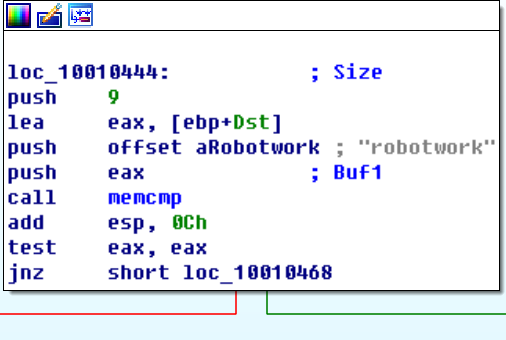 loc_10010444: ; Size
push 9
lea eax, [ebp+Dst]
push offset aRobotwork ; "robotwork"
push eax ; Buf1
call memcmp
add esp, 0Ch
test eax, eax
jnz short loc_10010468